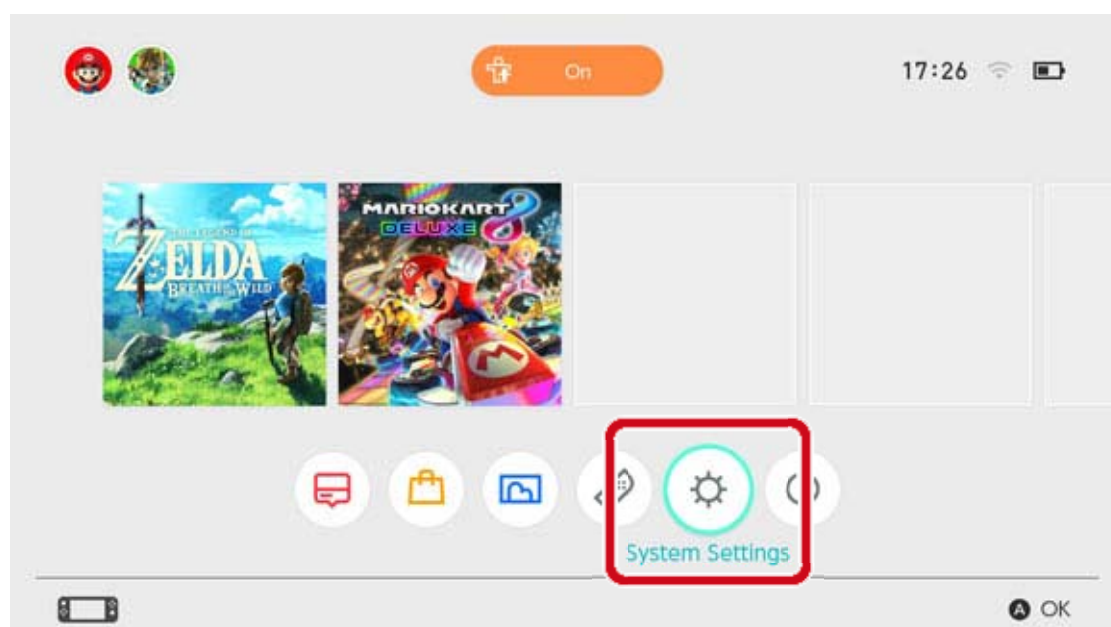 On
17:26
THE LEGEND OF
ZELDA
BREATH OF THE WILD
MARIOKART 8
DELUXE
System Settings
A OK